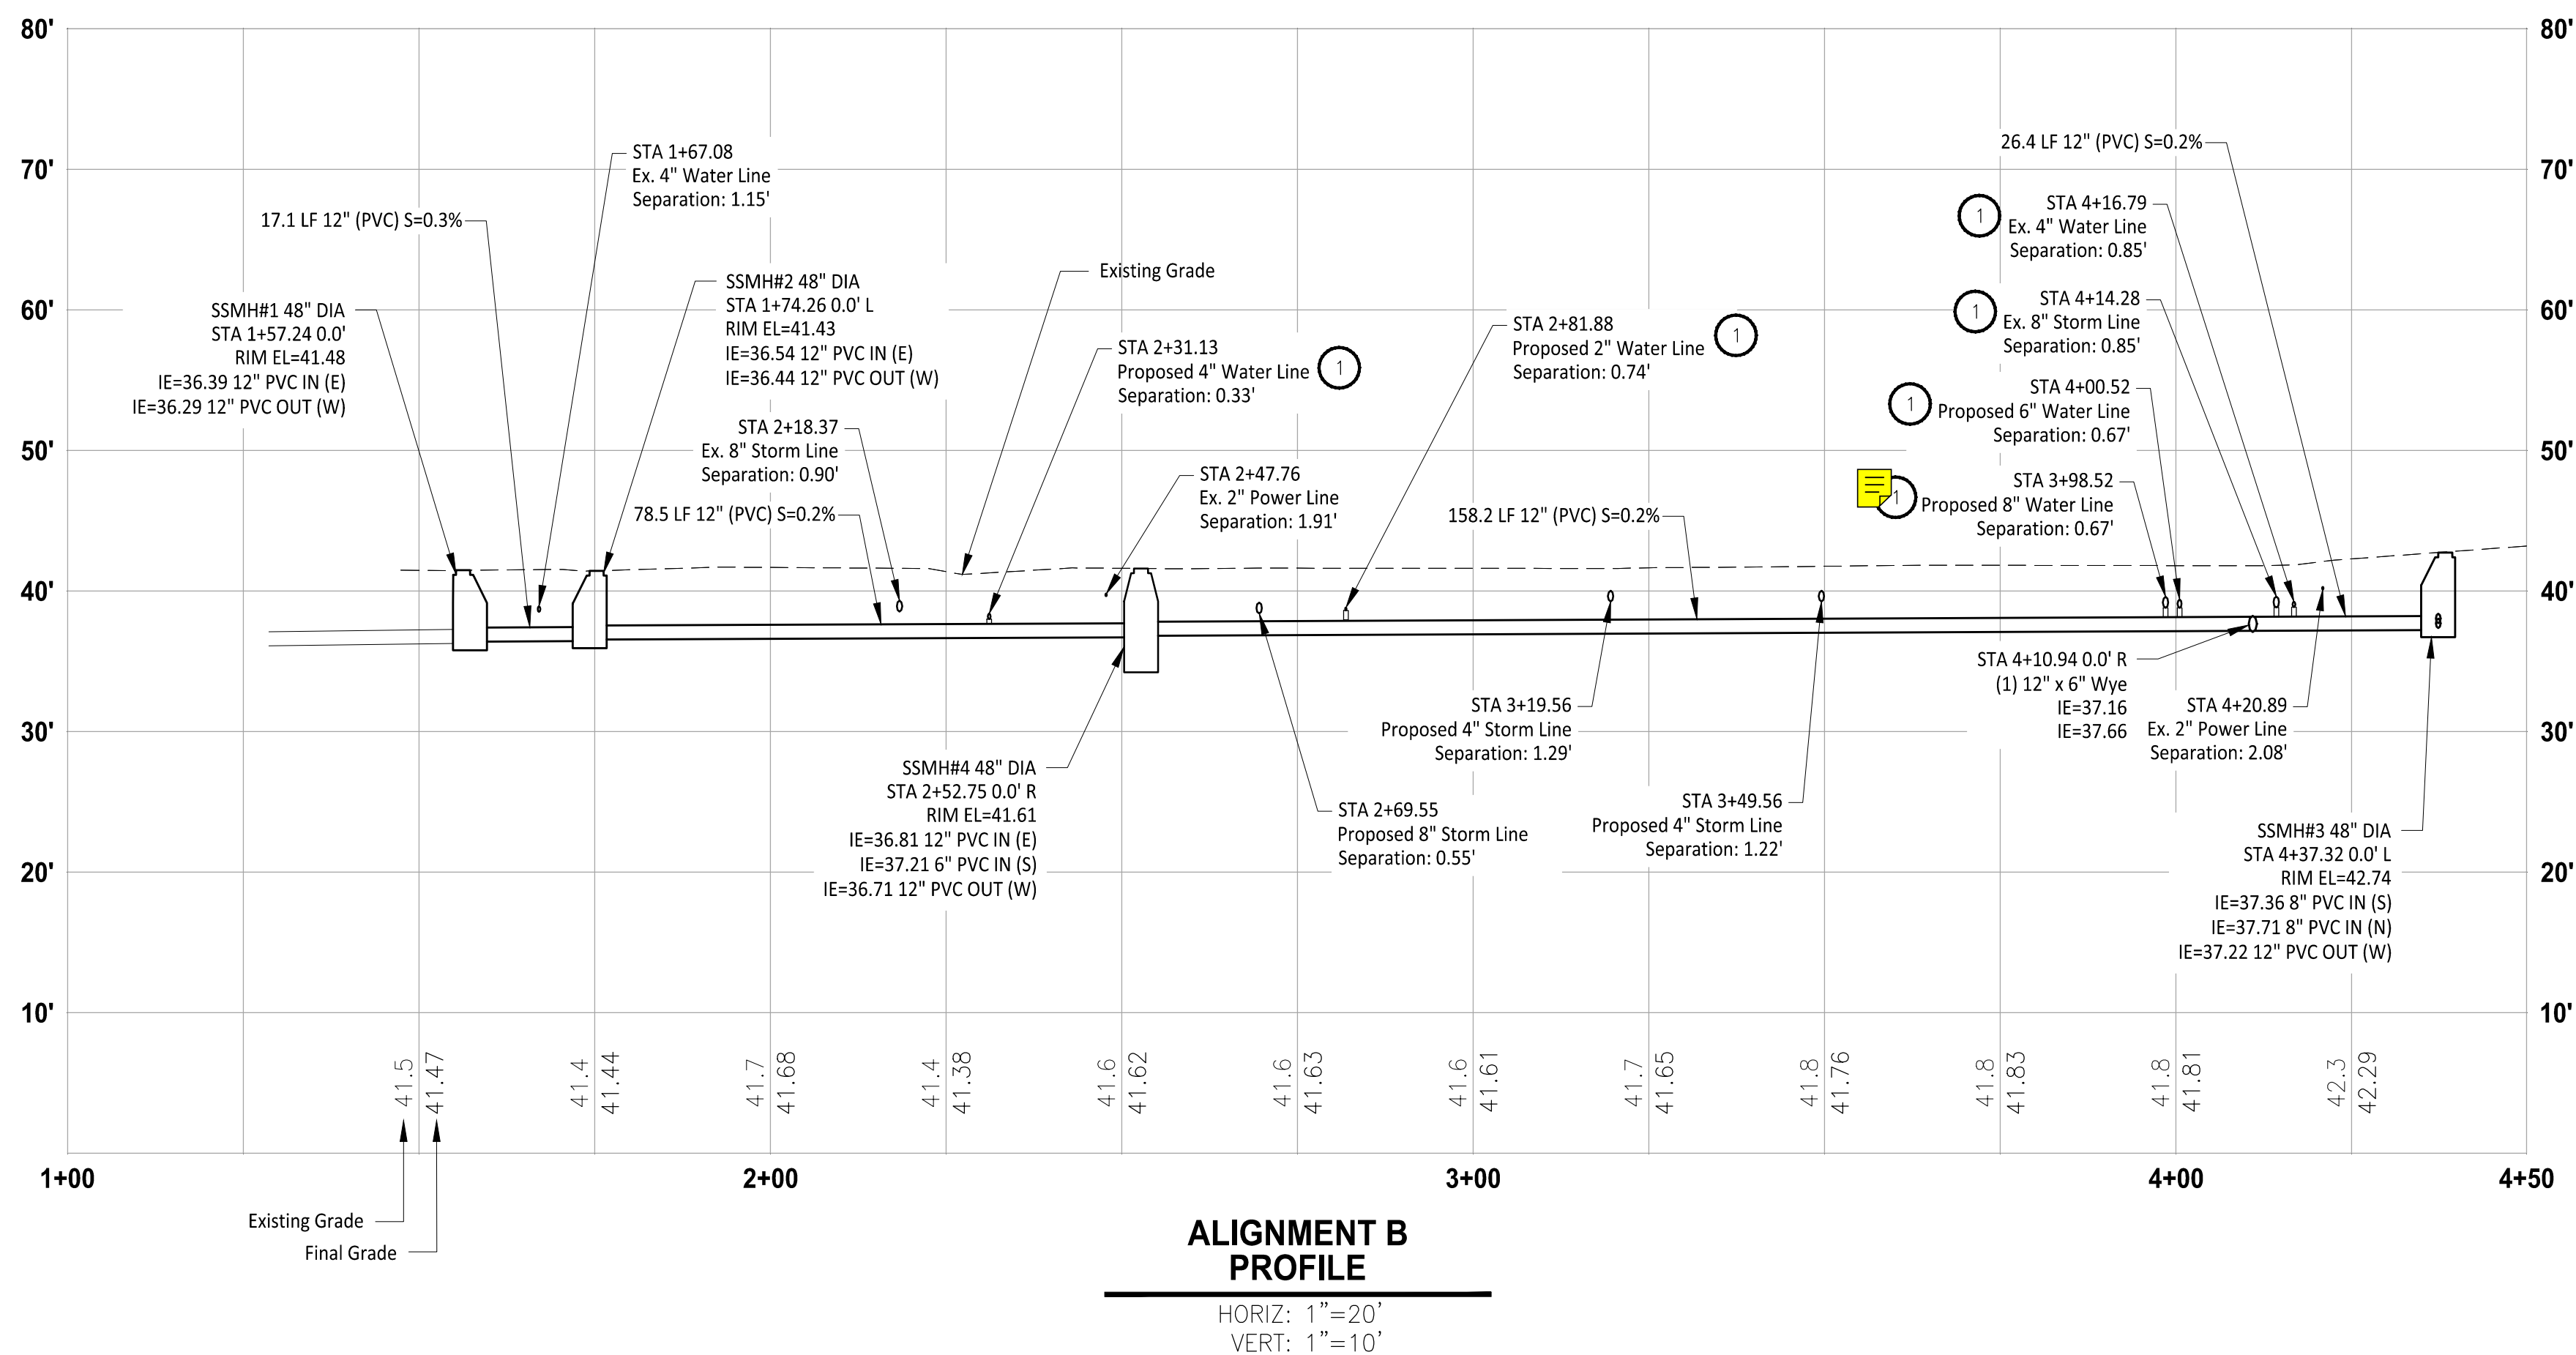 80'
80'
70'
70'
60'
60'
50'
50'
40'
40'
30'
30'
20'
20'
10'
10'
STA 1+67.08
Ex. 4" Water Line
Separation: 1.15'
17.1 LF 12" (PVC) S=0.3%
SSMH#1 48" DIA
STA 1+57.24 0.0'
RIM EL=41.48
IE=36.39 12" PVC IN (E)
IE=36.29 12" PVC OUT (W)
SSMH#2 48" DIA
STA 1+74.26 0.0' L
RIM EL=41.43
IE=36.54 12" PVC IN (E)
IE=36.44 12" PVC OUT (W)
STA 2+18.37
Ex. 8" Storm Line
Separation: 0.90'
78.5 LF 12" (PVC) S=0.2%
Existing Grade
STA 2+31.13
Proposed 4" Water Line
Separation: 0.33'
1
STA 2+47.76
Ex. 2" Power Line
Separation: 1.91'
STA 2+81.88
Proposed 2" Water Line
Separation: 0.74'
1
158.2 LF 12" (PVC) S=0.2%
26.4 LF 12" (PVC) S=0.2%
1
STA 4+16.79
Ex. 4" Water Line
Separation: 0.85'
1
STA 4+14.28
Ex. 8" Storm Line
Separation: 0.85'
1
STA 4+00.52
Proposed 6" Water Line
Separation: 0.67'
1
STA 3+98.52
Proposed 8" Water Line
Separation: 0.67'
SSMH#4 48" DIA
STA 2+52.75 0.0' R
RIM EL=41.61
IE=36.81 12" PVC IN (E)
IE=37.21 6" PVC IN (S)
IE=36.71 12" PVC OUT (W)
STA 2+69.55
Proposed 8" Storm Line
Separation: 0.55'
STA 3+19.56
Proposed 4" Storm Line
Separation: 1.29'
STA 3+49.56
Proposed 4" Storm Line
Separation: 1.22'
STA 4+10.94 0.0' R
(1) 12" x 6" Wye
IE=37.16
IE=37.66
STA 4+20.89
Ex. 2" Power Line
Separation: 2.08'
SSMH#3 48" DIA
STA 4+37.32 0.0' L
RIM EL=42.74
IE=37.36 8" PVC IN (S)
IE=37.71 8" PVC IN (N)
IE=37.22 12" PVC OUT (W)
41.5
41.47
41.4
41.44
41.7
41.68
41.4
41.38
41.6
41.62
41.6
41.63
41.6
41.61
41.7
41.65
41.8
41.76
41.8
41.83
41.8
41.81
42.3
42.29
1+00
2+00
3+00
4+00
4+50
Existing Grade
Final Grade
ALIGNMENT B
PROFILE
HORIZ: 1"=20'
VERT: 1"=10'